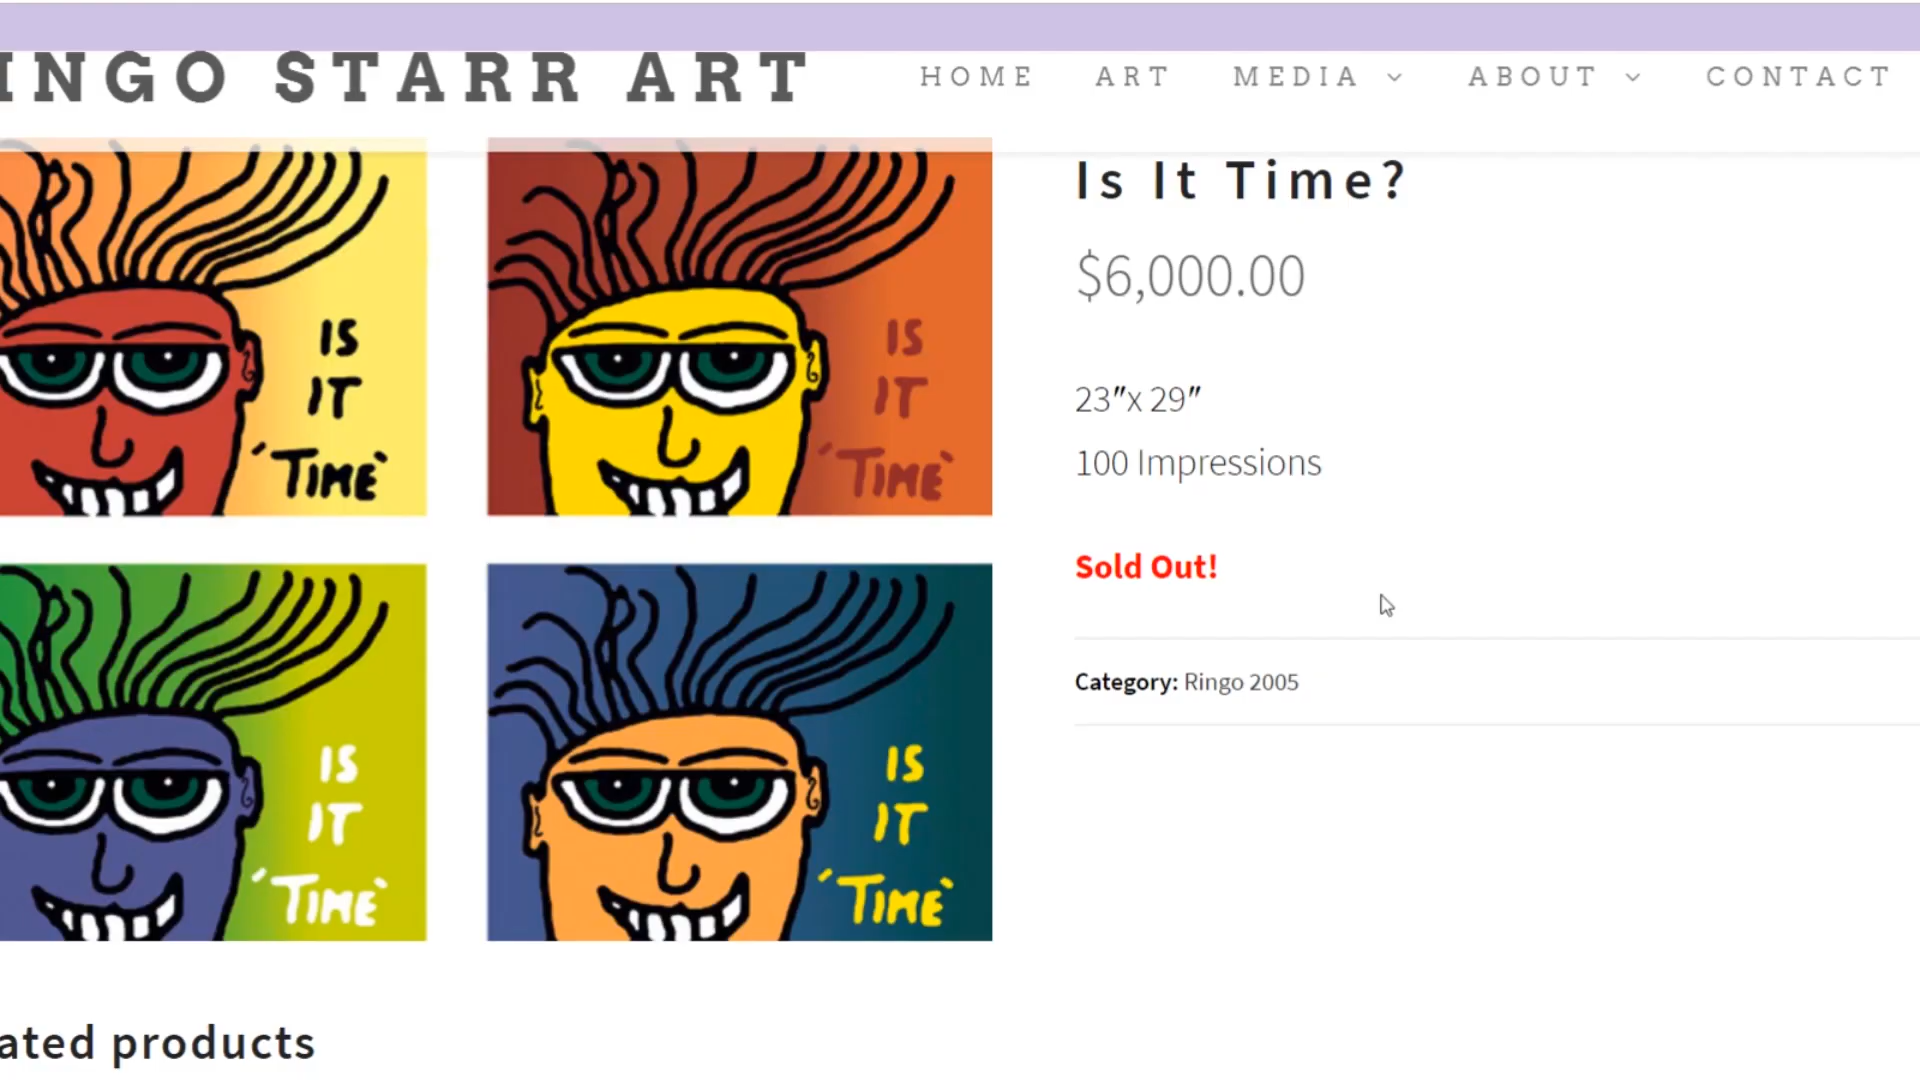 INGO STARR ART
HOME ART MEDIA ABOUT CONTACT
IS
IT
'TIME`
IS
IT
'TIME`
Is It Time?
$6,000.00
23″x 29″
100 Impressions
Sold Out!
Category: Ringo 2005
IS
IT
'TIME`
IS
IT
'TIME`
ated products